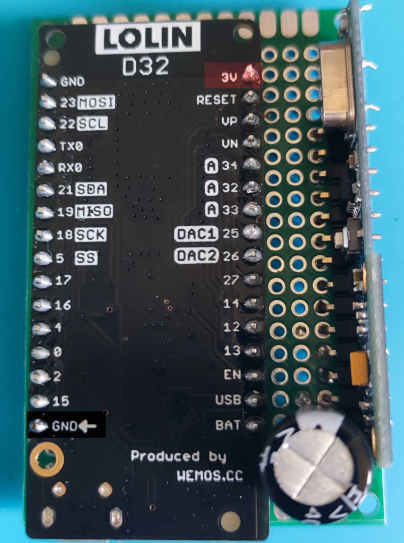 LOLIN
D32
GND 3V
23 MOSI RESET
22 SCL VP
TX0 VN
RX0 A 34
21 SDA A 32
19 MISO A 33
18 SCK DAC1 25
5 SS DAC2 26
17 27
16 14
4 12
0 13
2 EN
15 USB
GND BAT
Produced by
WEMOS.CC